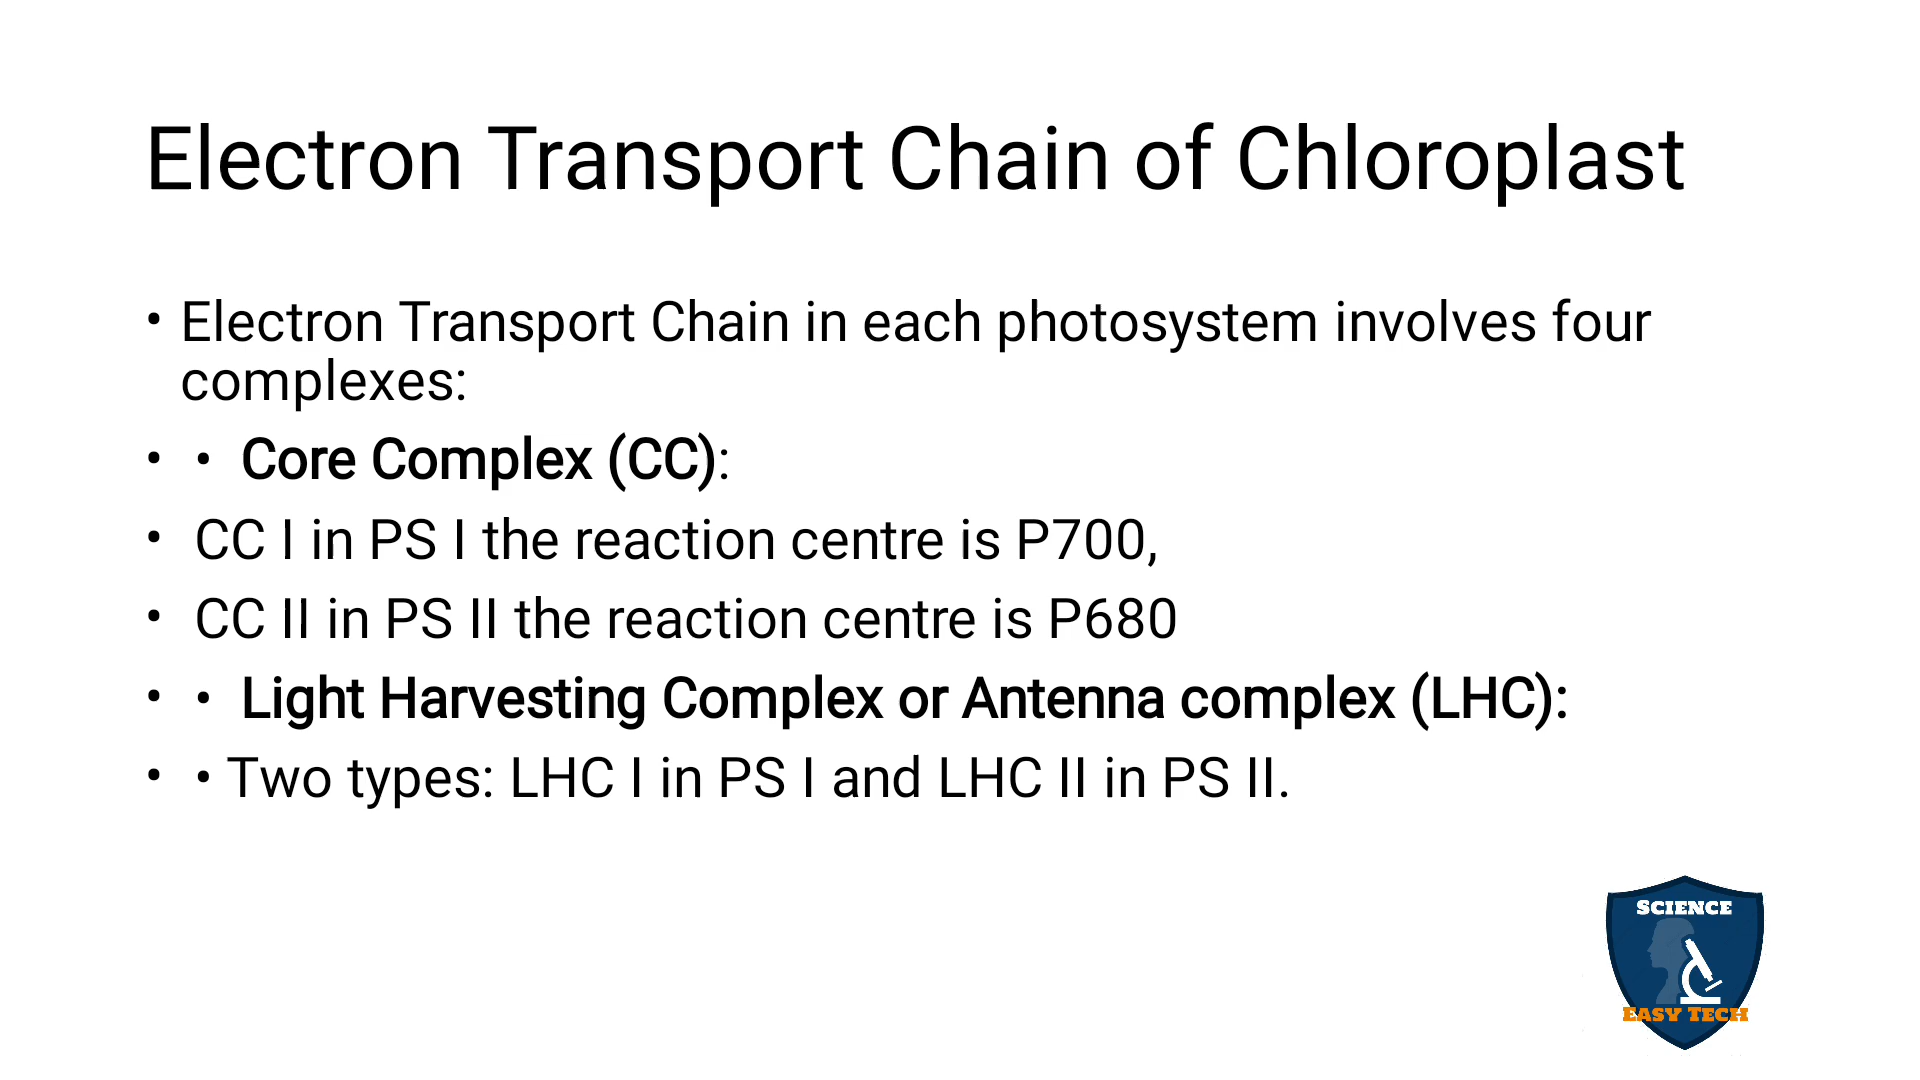 Electron Transport Chain of Chloroplast
• Electron Transport Chain in each photosystem involves four
complexes:
• • Core Complex (CC):
• CC I in PS I the reaction centre is P700,
• CC II in PS II the reaction centre is P680
• • Light Harvesting Complex or Antenna complex (LHC):
• • Two types: LHC I in PS I and LHC II in PS II.
SCIENCE
EASY TECH